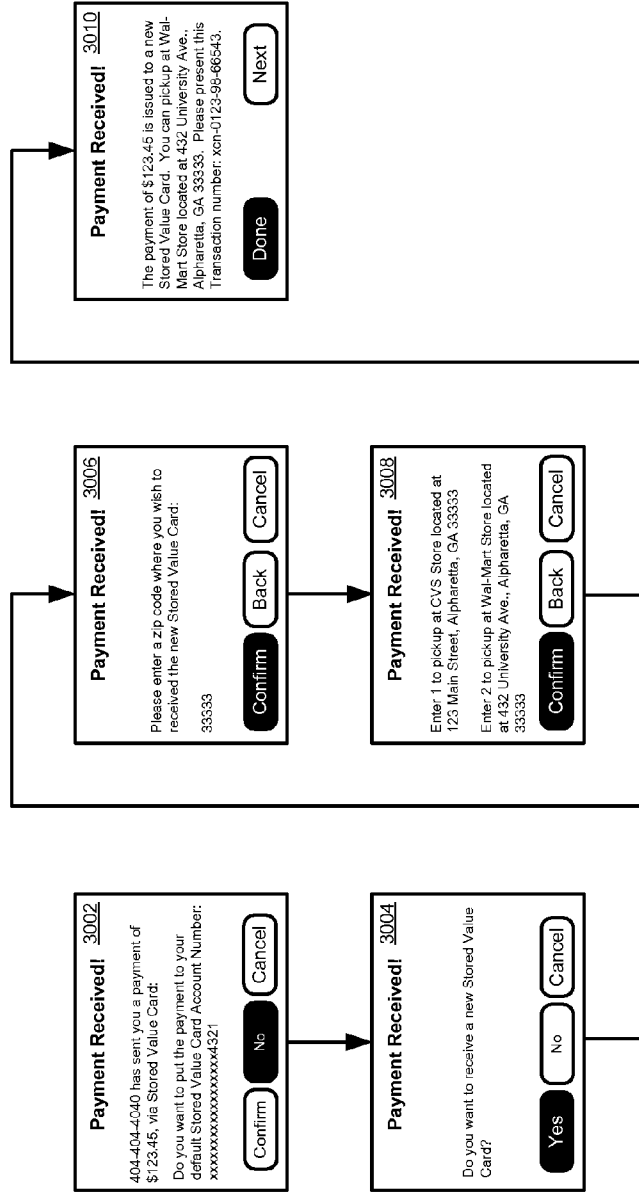 Payment Received! 3002
404-404-4040 has sent you a payment of
$123.45, via Stored Value Card:
Do you want to put the payment to your
default Stored Value Card Account Number:
xxxxxxxxxxxxxxxxxx4321
Confirm No Cancel
Payment Received! 3004
Do you want to receive a new Stored Value
Card?
Yes No Cancel
Payment Received! 3006
Please enter a zip code where you wish to
received the new Stored Value Card:
33333
Confirm Back Cancel
Payment Received! 3008
Enter 1 to pickup at CVS Store located at
123 Main Street, Alpharetta, GA 33333
Enter 2 to pickup at Wal-Mart Store located
at 432 University Ave., Alpharetta, GA
33333
Confirm Back Cancel
Payment Received! 3010
The payment of $123.45 is issued to a new
Stored Value Card. You can pickup at Wal-
Mart Store located at 432 University Ave.,
Alpharetta, GA 33333. Please present this
Transaction number: xcn-0123-98-66543.
Done Next